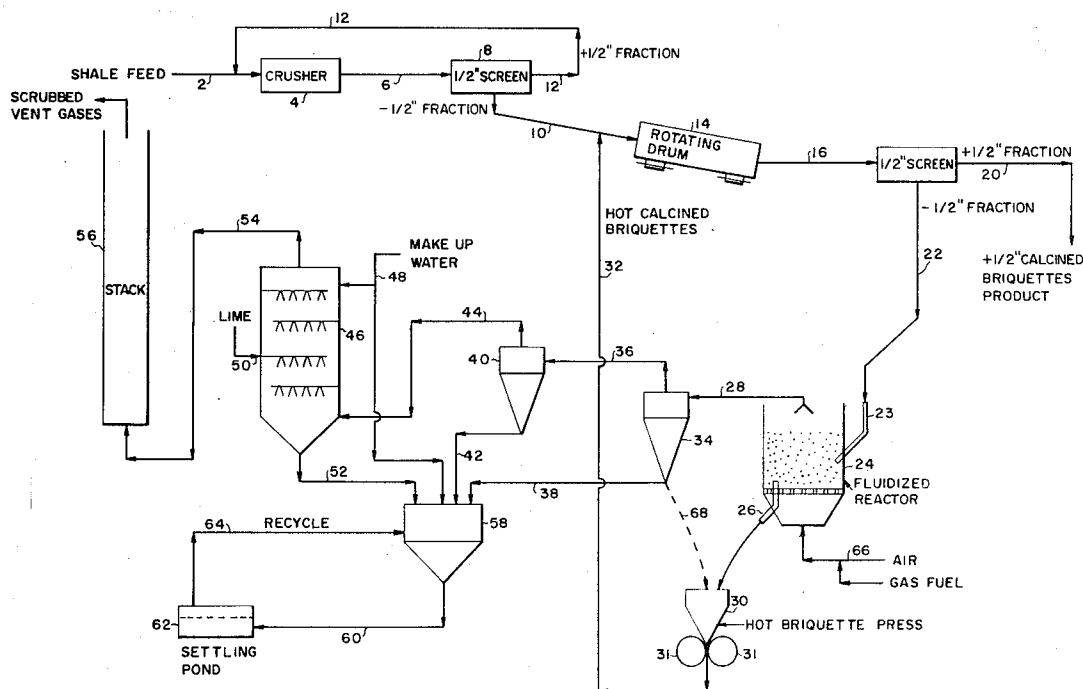 12
8
+1/2" FRACTION
SHALE FEED
2
CRUSHER
4
6
1/2" SCREEN
12
SCRUBBED
VENT GASES
-1/2" FRACTION
10
14
ROTATING
DRUM
16
1/2" SCREEN
+1/2" FRACTION
20
-1/2" FRACTION
22
+1/2" CALCINED
BRIQUETTES
PRODUCT
HOT CALCINED
BRIQUETTES
32
56
STACK
54
MAKE UP
WATER
48
LIME
50
46
44
40
36
28
34
23
24
FLUIDIZED
REACTOR
26
42
38
52
68
58
64
RECYCLE
66
AIR
GAS FUEL
30
HOT BRIQUETTE PRESS
31
31
62
60
SETTLING
POND